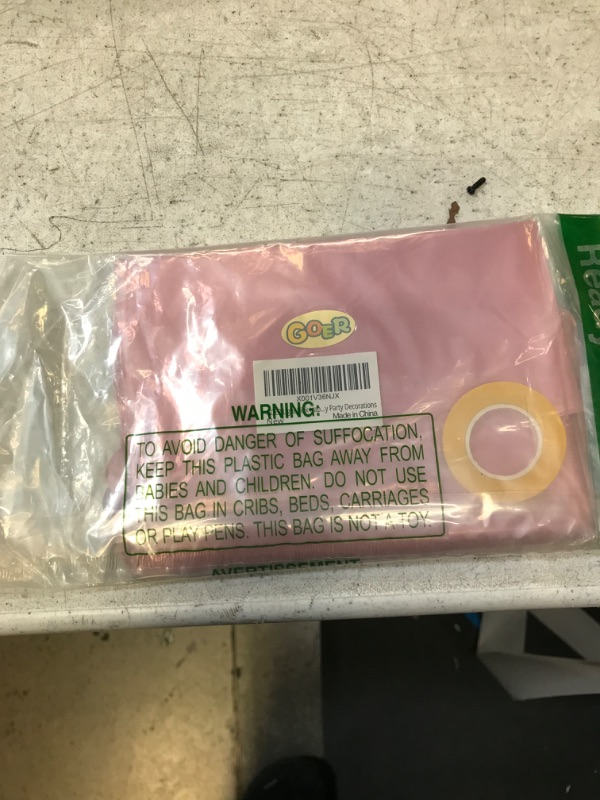 Ready
GOER
X001V36NJX
WARNING:
y Party Decorations
New
Made in China
TO AVOID DANGER OF SUFFOCATION,
KEEP THIS PLASTIC BAG AWAY FROM
BABIES AND CHILDREN. DO NOT USE
THIS BAG IN CRIBS, BEDS, CARRIAGES
OR PLAY PENS. THIS BAG IS NOT A TOY.
AVERTISSEMENT